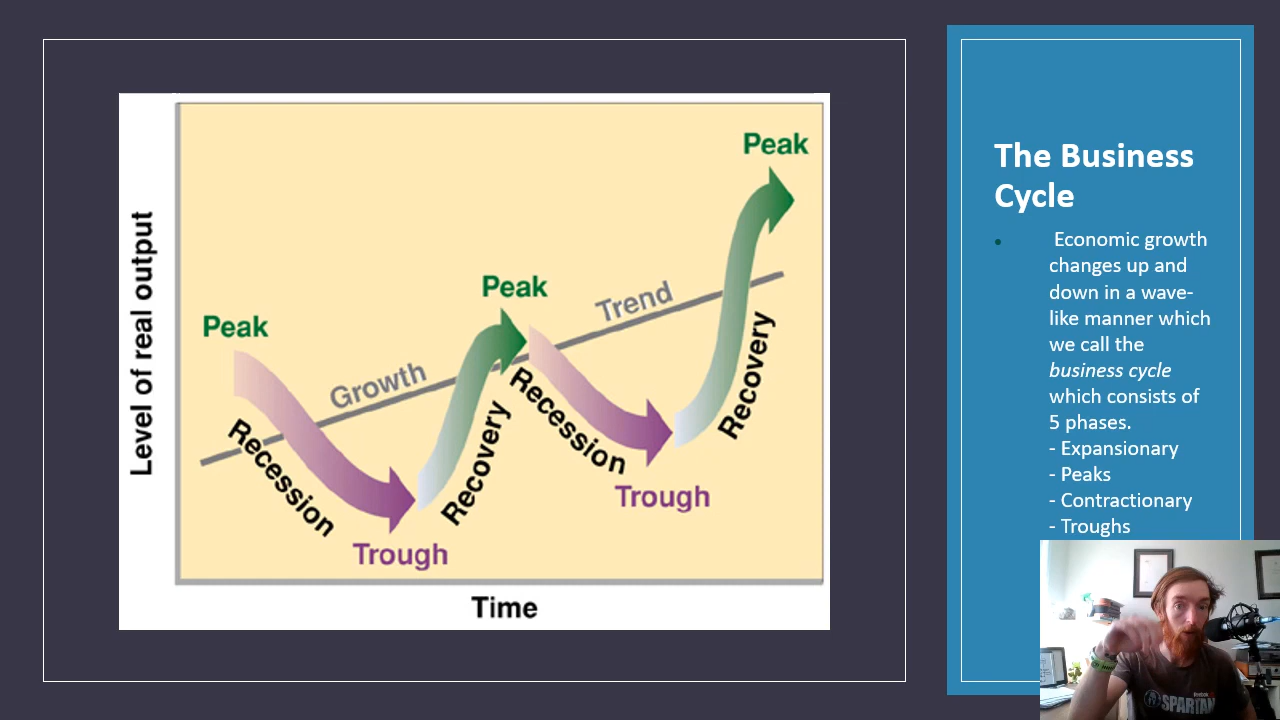 Peak
Peak
Peak
Trend
Growth
Recession
Recovery
Recession
Recovery
Trough
Trough
Level of real output
Time
The Business
Cycle
• Economic growth
changes up and
down in a wave-
like manner which
we call the
business cycle
which consists of
5 phases.
- Expansionary
- Peaks
- Contractionary
- Troughs
SPARTAN